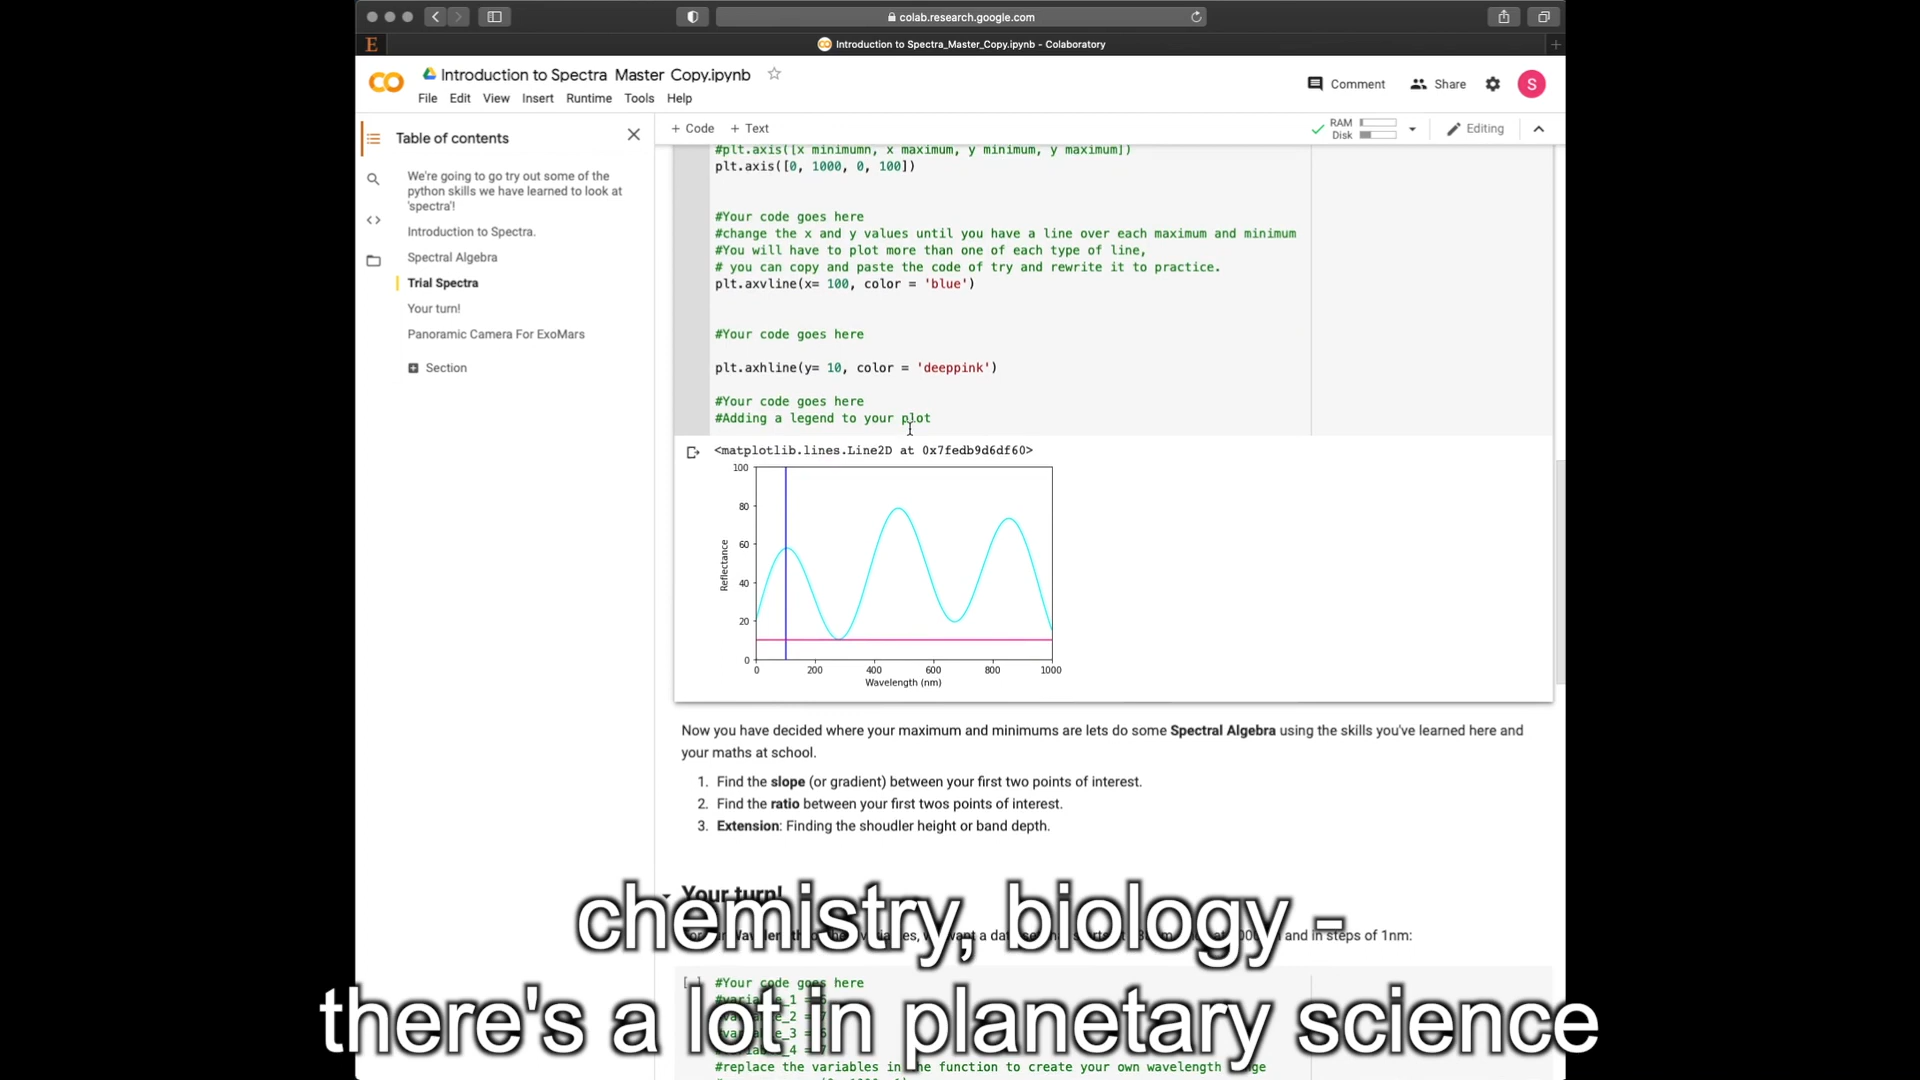 colab.research.google.com
E
Introduction to Spectra_Master_Copy.ipynb - Colaboratory
Introduction to Spectra Master Copy.ipynb
Comment
Share
S
File Edit View Insert Runtime Tools Help
Table of contents
+ Code + Text
RAM
Disk
Editing
We're going to go try out some of the
python skills we have learned to look at
'spectra'!
Introduction to Spectra.
Spectral Algebra
Trial Spectra
Your turn!
Panoramic Camera For ExoMars
Section
#plt.axis([x minimumn, x maximum, y minimum, y maximum])
plt.axis([0, 1000, 0, 100])
#Your code goes here
#change the x and y values until you have a line over each maximum and minimum
#You will have to plot more than one of each type of line,
# you can copy and paste the code of try and rewrite it to practice.
plt.axvline(x= 100, color = 'blue')
#Your code goes here
plt.axhline(y= 10, color = 'deeppink')
#Your code goes here
#Adding a legend to your plot
<matplotlib.lines.Line2D at 0x7fedb9d6df60>
100
80
60
40
20
0
Reflectance
0 200 400 600 800 1000
Wavelength (nm)
Now you have decided where your maximum and minimums are lets do some Spectral Algebra using the skills you've learned here and
your maths at school.
1. Find the slope (or gradient) between your first two points of interest.
2. Find the ratio between your first twos points of interest.
3. Extension: Finding the shoudler height or band depth.
Your turn!
and in steps of 1nm:
#Your code goes here
#replace the variables in the function to create your own wavelength
chemistry, biology -
there's a lot in planetary science